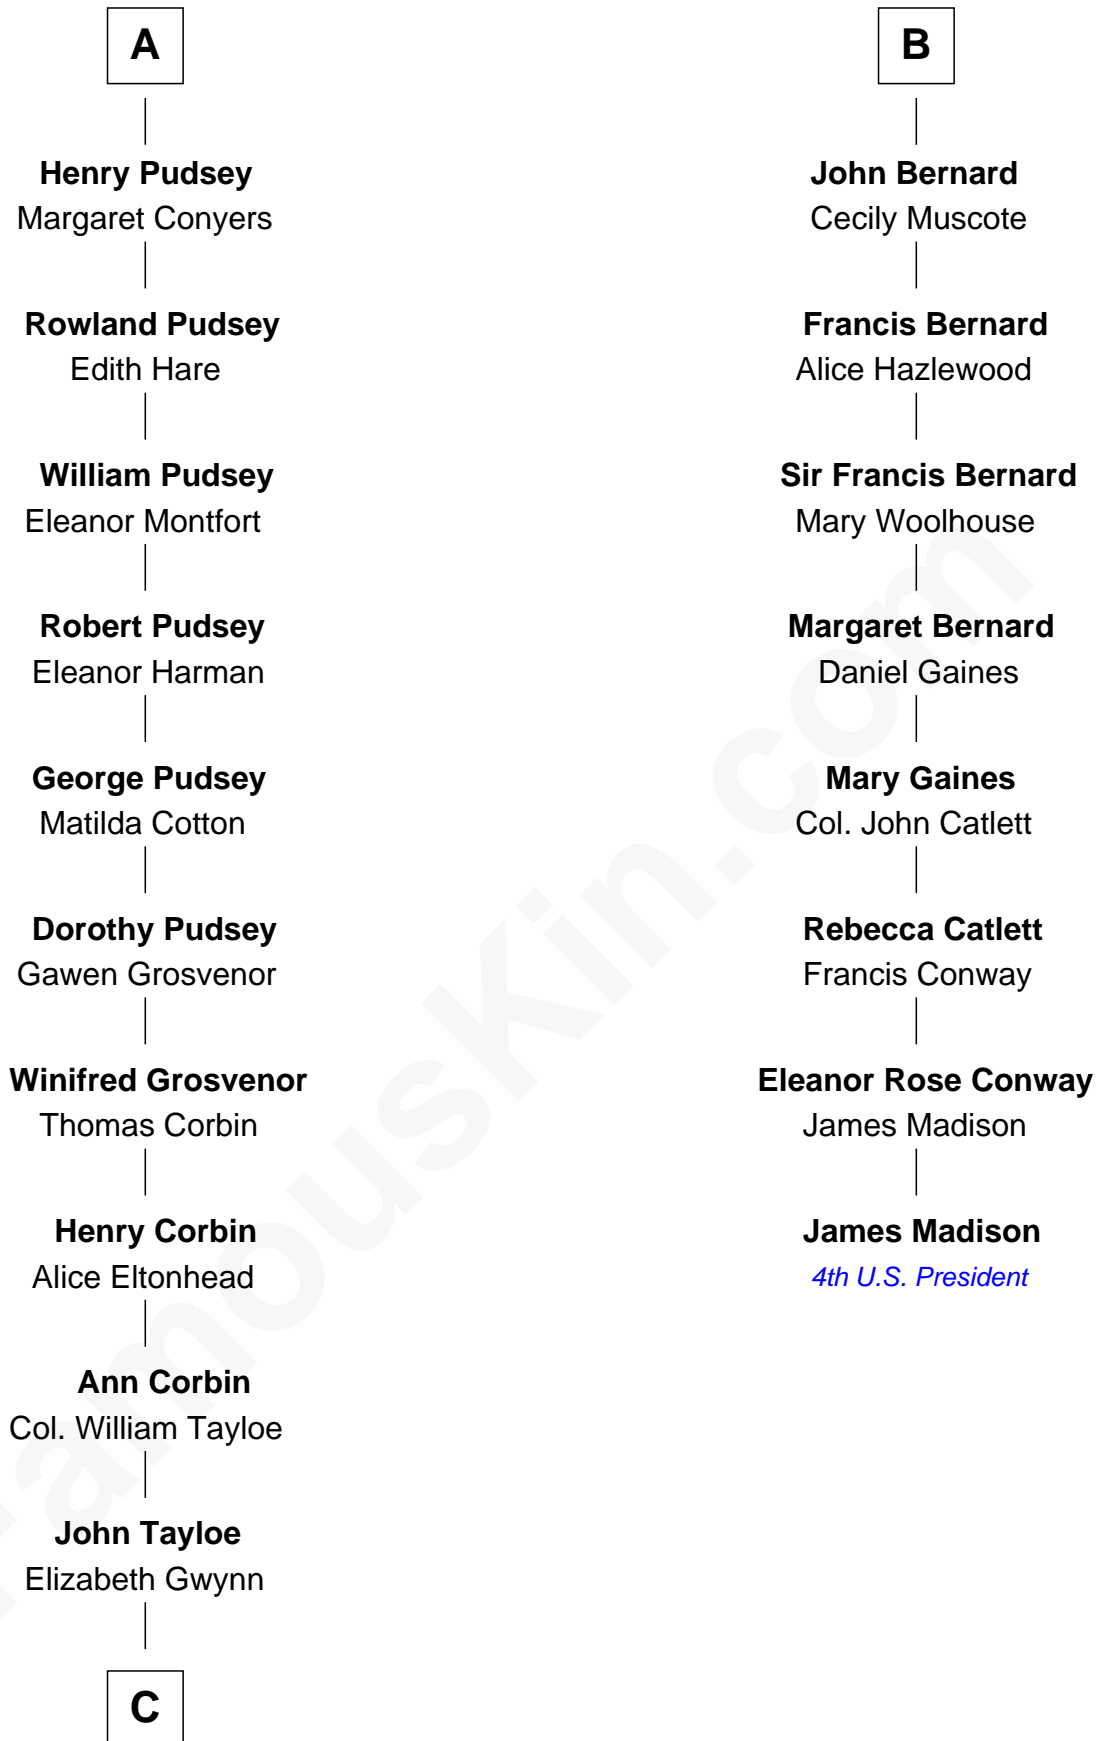 A
Henry Pudsey
Margaret Conyers
Rowland Pudsey
Edith Hare
William Pudsey
Eleanor Montfort
Robert Pudsey
Eleanor Harman
George Pudsey
Matilda Cotton
Dorothy Pudsey
Gawen Grosvenor
Winifred Grosvenor
Thomas Corbin
Henry Corbin
Alice Eltonhead
Ann Corbin
Col. William Tayloe
John Tayloe
Elizabeth Gwynn
C
B
John Bernard
Cecily Muscote
Francis Bernard
Alice Hazlewood
Sir Francis Bernard
Mary Woolhouse
Margaret Bernard
Daniel Gaines
Mary Gaines
Col. John Catlett
Rebecca Catlett
Francis Conway
Eleanor Rose Conway
James Madison
James Madison
4th U.S. President
FamousKin.com